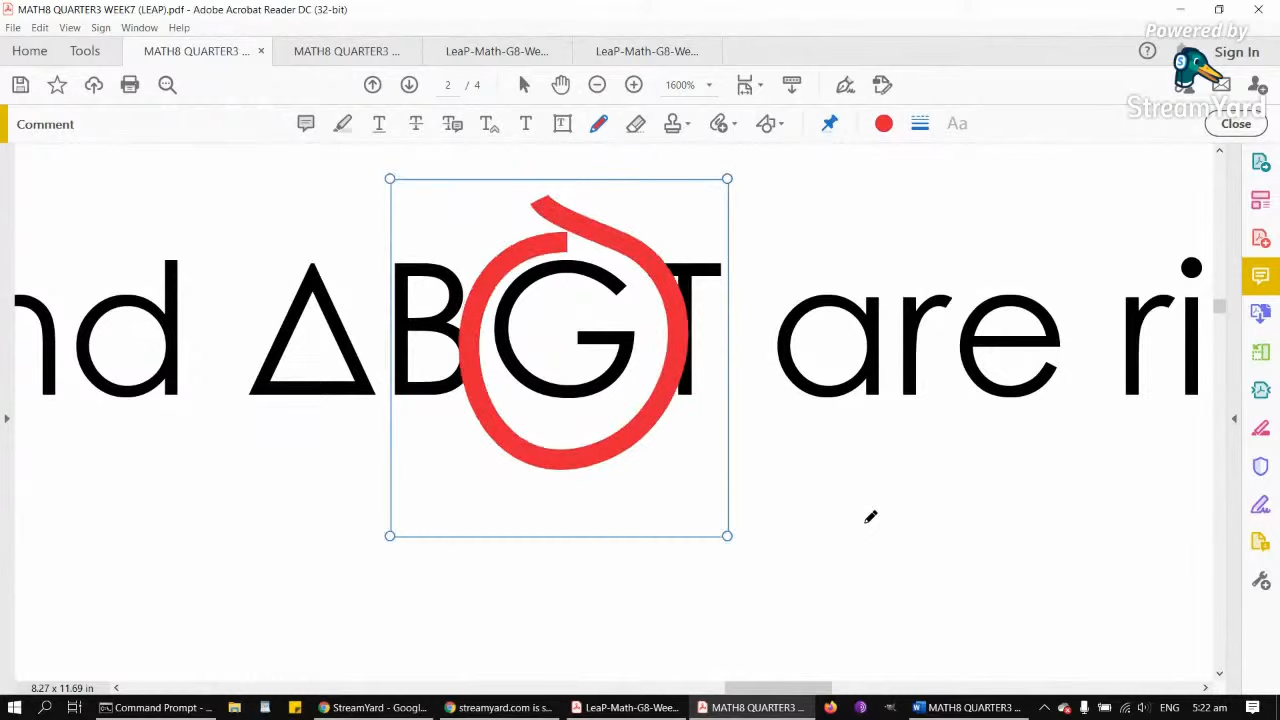 MATH8 QUARTER3 WEEK7 (LEAP).pdf - Adobe Acrobat Reader DC (32-bit)
File Edit View Sign Window Help
Powered by
StreamYard
Home Tools MATH8 QUARTER3 ... × MATH8 QUARTER3 ... LeaP-Math-G8-We... LeaP-Math-G8-We... Sign In
2 / 4 1600%
Comment Aa Close
nd ΔBGT are ri
8.27 x 11.69 in
Command Prompt - ... StreamYard - Googl... streamyard.com is s... LeaP-Math-G8-Wee... MATH8 QUARTER3 ... MATH8 QUARTER3 ... ENG 5:22 am